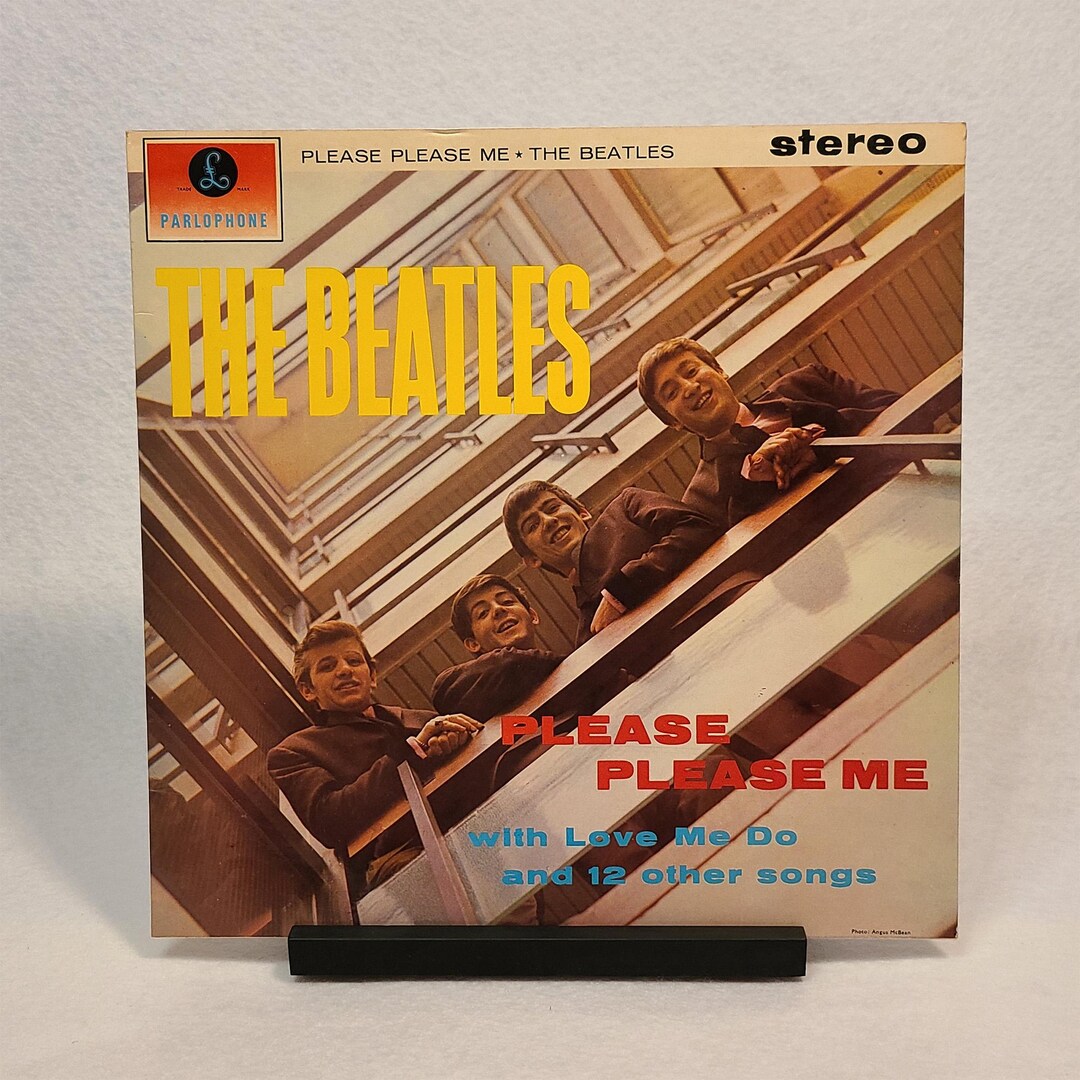 PLEASE PLEASE ME ★ THE BEATLES
stereo
£
TRADE MARK
PARLOPHONE
THE BEATLES
PLEASE
PLEASE ME
with Love Me Do
and 12 other songs
Photo: Angus McBean